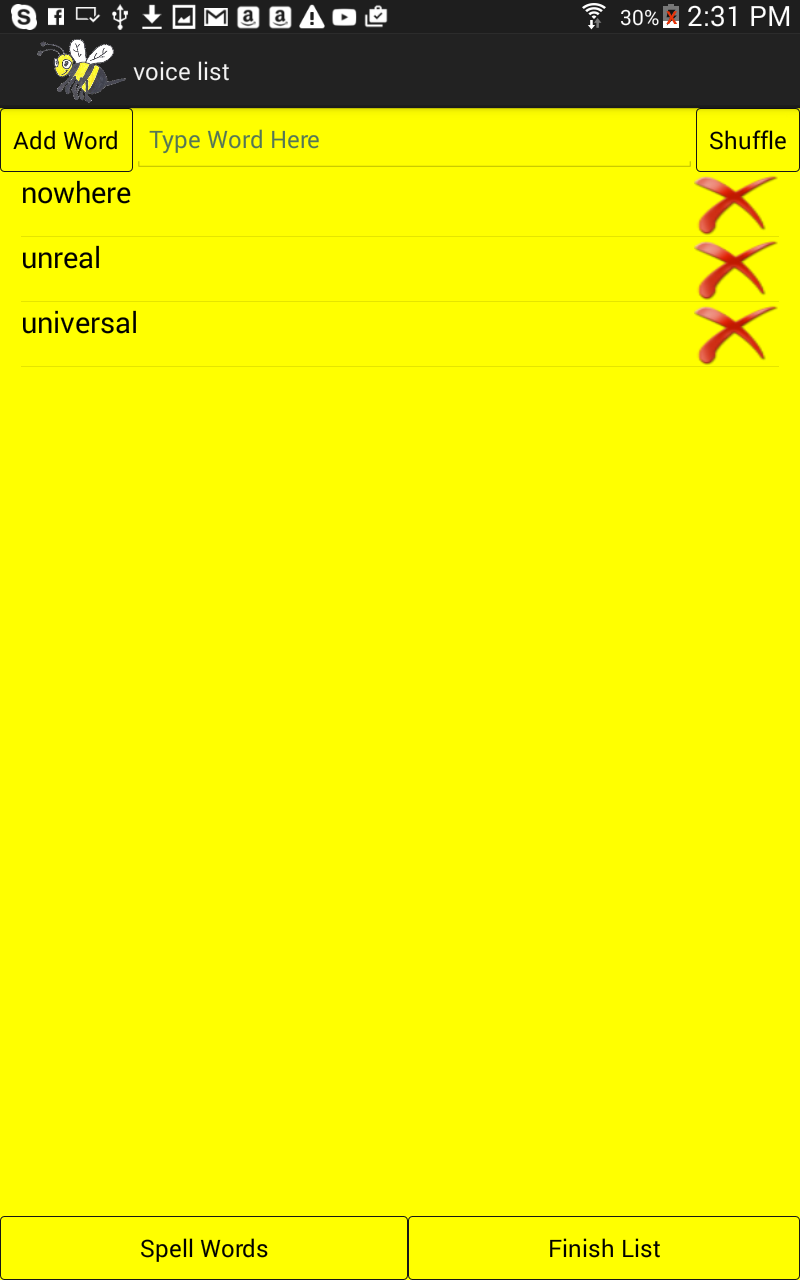 30% 2:31 PM
voice list
Add Word Type Word Here Shuffle
nowhere
unreal
universal
Spell Words Finish List